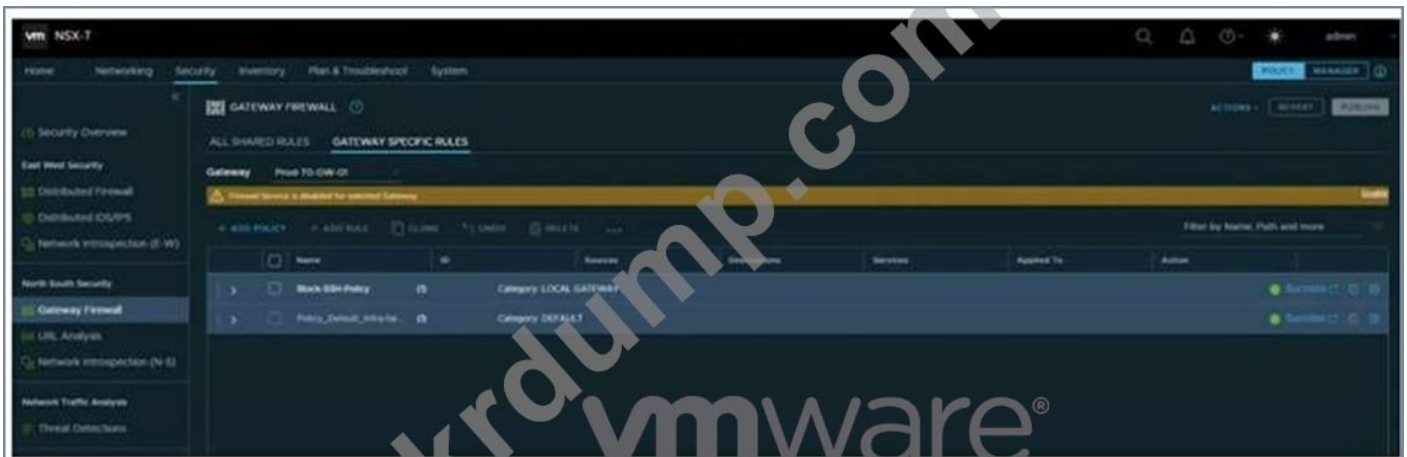 vm NSX-T admin
Home Networking Security Inventory Plan & Troubleshoot System POLICY MANAGER
GATEWAY FIREWALL ACTIONS REVERT PUBLISH
Security Overview
ALL SHARED RULES GATEWAY SPECIFIC RULES
East West Security
Gateway Prod-T0-GW-01
Distributed Firewall
Firewall Service is disabled for selected Gateway Enable
Distributed IDS/IPS
+ ADD POLICY + ADD RULE CLONE UNDO DELETE ... Filter by Name, Path and more
Network Introspection (E-W)
Name ID Sources Destinations Services Applied To Action
North South Security
Block-SSH-Policy (1) Category: LOCAL GATEWAY Success
Gateway Firewall
(1) Category: DEFAULT Success
URL Analysis
Network Introspection (N-S)
Network Traffic Analysis
Threat Detections
vmware®
krdump.com